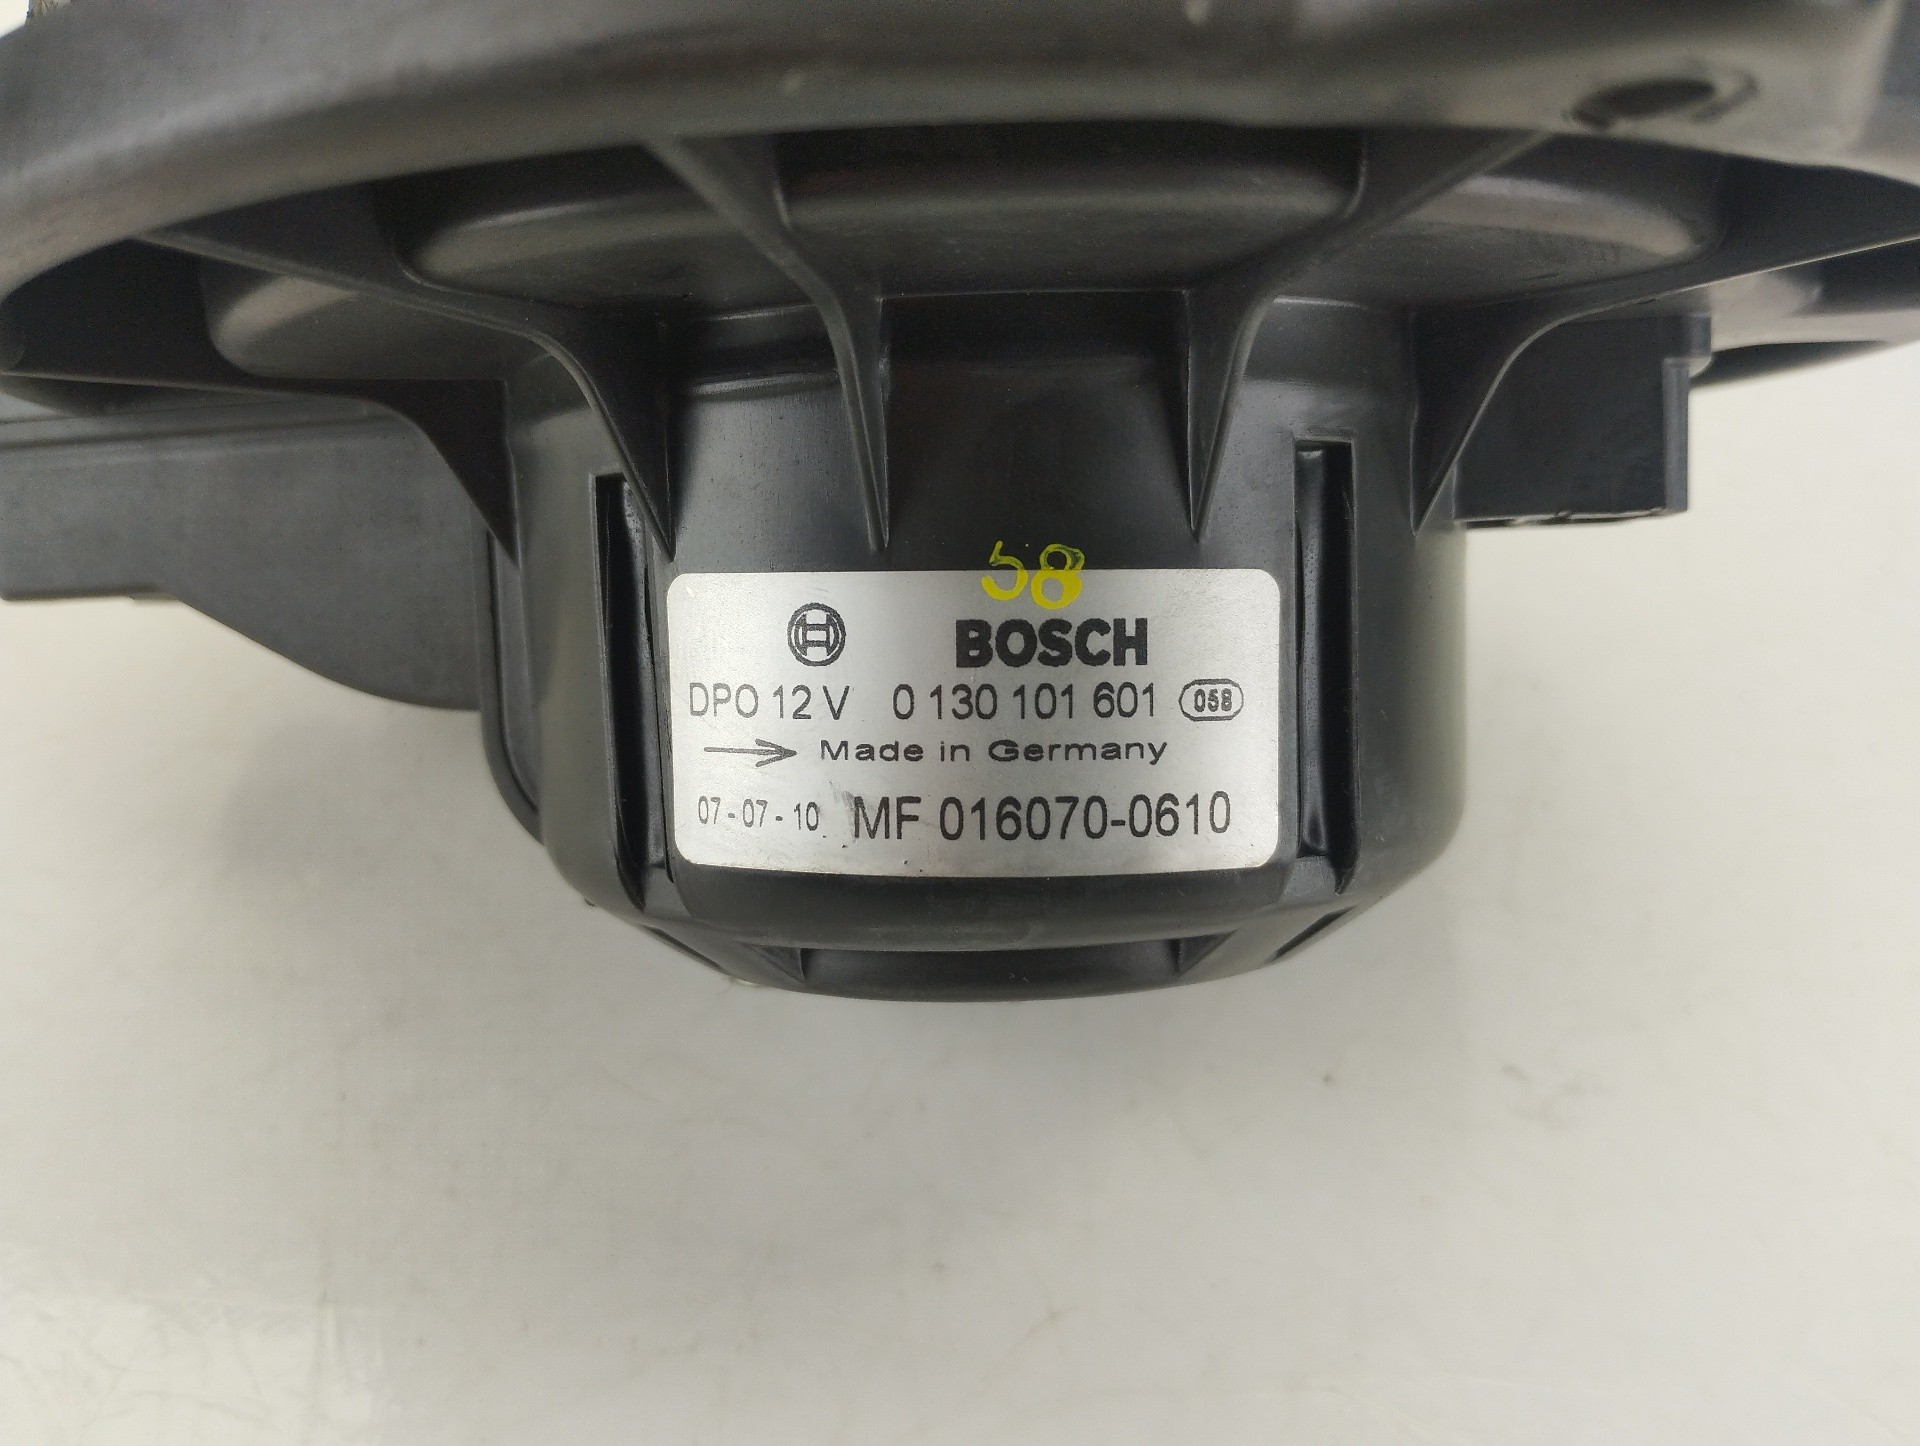 58
BOSCH
DPO 12 V 0 130 101 601 058
Made in Germany
07-07-10 MF 016070-0610